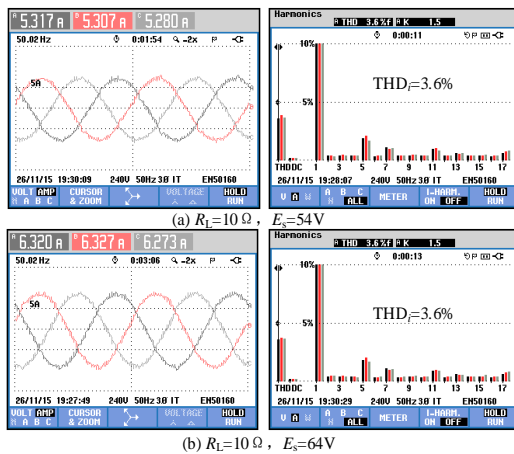 A 5.317 A B 5.307 A C 5.280 A
50.02 Hz 0:01:54 -2x P
5A
26/11/15 19:30:09 240V 50Hz 3Ø IT EN50160
VOLT AMP
A B C N
CURSOR & ZOOM
VOLTAGE
HOLD RUN
Harmonics
A THD 3.6%f A K 1.5
0:00:11
10%
5%
THDi=3.6%
THDDC 1 3 5 7 9 11 13 15 17
26/11/15 19:28:07 240V 50Hz 3Ø IT EN50160
V A W
A B C N ALL
METER
I-HARM. ON OFF
HOLD RUN
(a) RL=10 Ω , Es=54V
A 6.320 A B 6.327 A C 6.273 A
50.02 Hz 0:03:06 -2x P
5A
26/11/15 19:27:49 240V 50Hz 3Ø IT EN50160
VOLT AMP
A B C
CURSOR & ZOOM
VOLTAGE
HOLD RUN
Harmonics
A THD 3.6%f A K 1.5
0:00:13
10%
5%
THDi=3.6%
THDDC 1 3 5 7 9 11 13 15 17
26/11/15 19:30:29 240V 50Hz 3Ø IT EN50160
V A W
A B C N ALL
METER
I-HARM. ON OFF
HOLD RUN
(b) RL=10 Ω , Es=64V